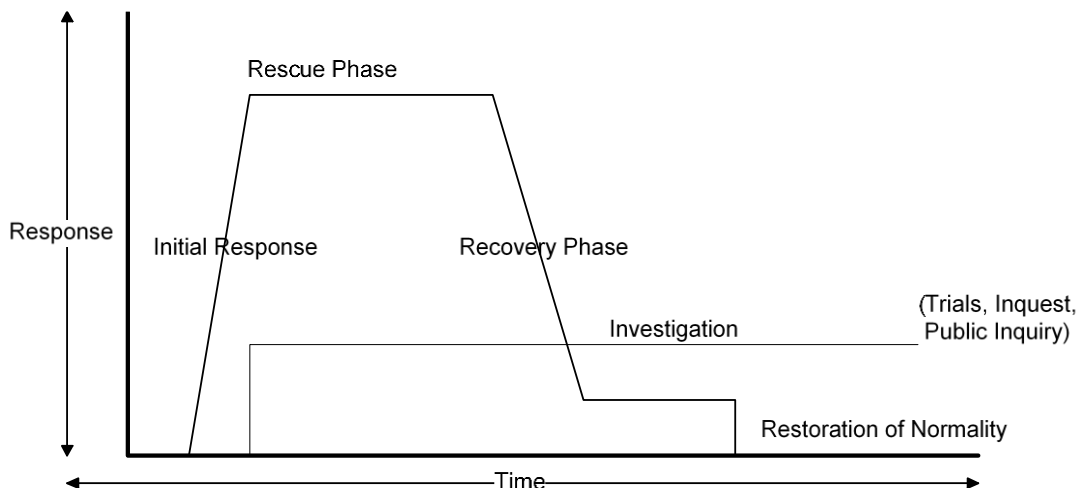 Rescue Phase
Response
Initial Response
Recovery Phase
Investigation
(Trials, Inquest,
Public Inquiry)
Restoration of Normality
Time